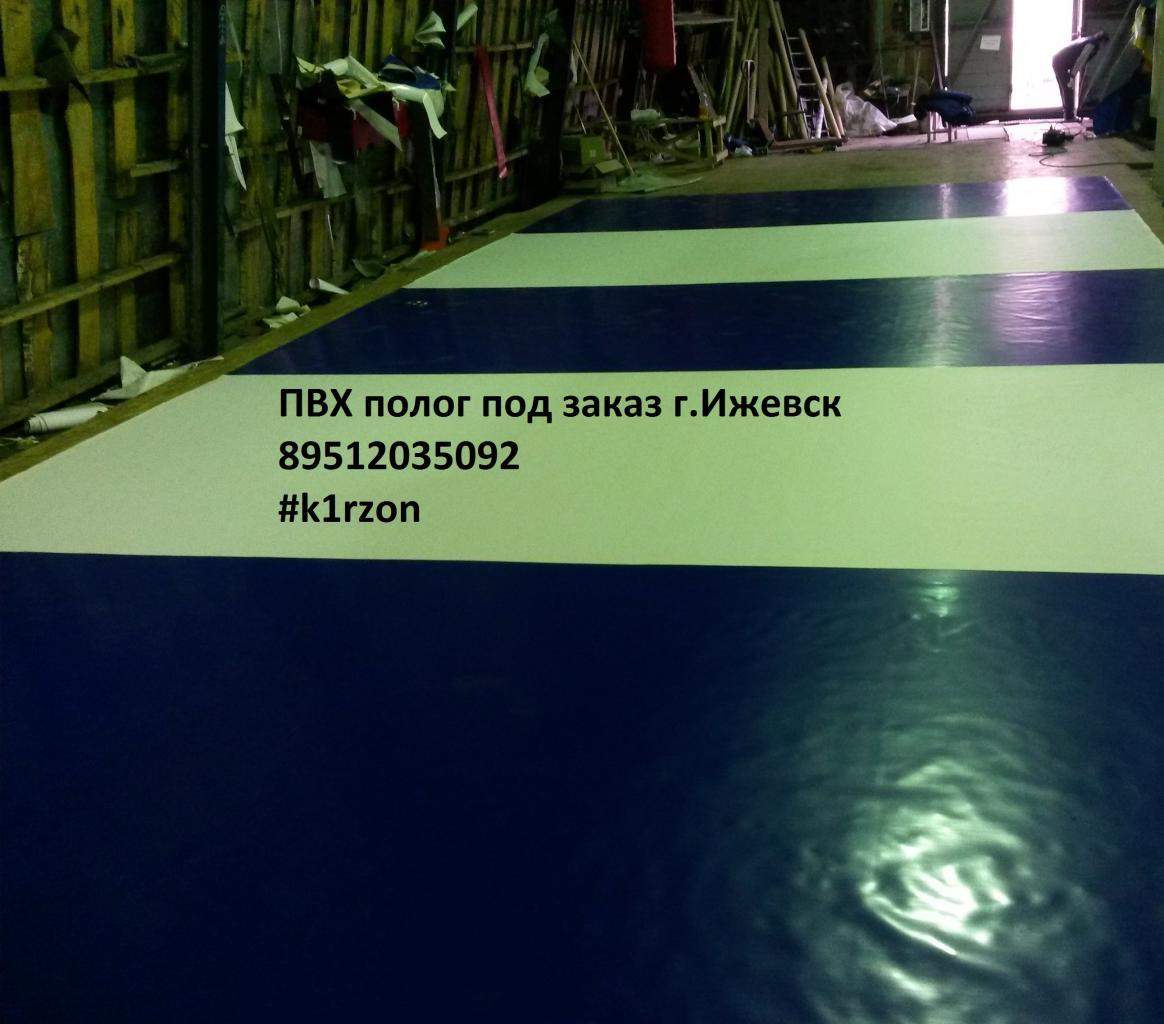 ПВХ полог под заказ г.Ижевск
89512035092
#k1rzon